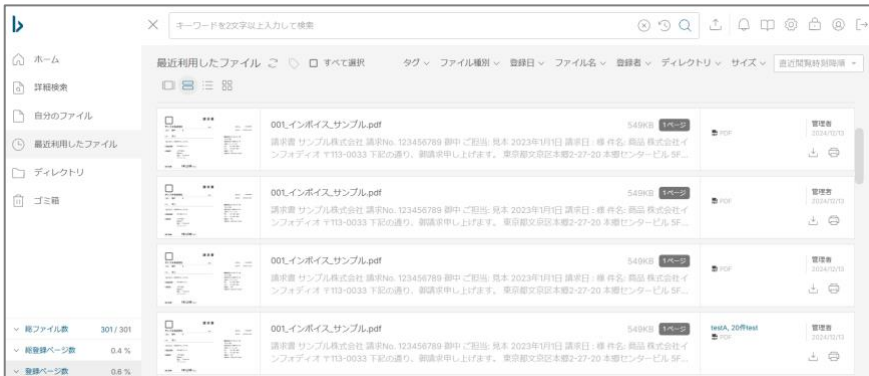 キーワードを2文字以上入力して検索
ホーム
詳細検索
自分のファイル
最近利用したファイル
ディレクトリ
ゴミ箱
総ファイル数 301 / 301
総登録ページ数 0.4 %
登録ページ数 0.6 %
最近利用したファイル すべて選択 タグ ファイル種別 登録日 ファイル名 登録者 ディレクトリ サイズ 直近閲覧時刻降順
001_インボイス_サンプル.pdf 549KB 1ページ
請求書 サンプル株式会社 請求No. 123456789 御中 ご担当: 見本 2023年1月1日 請求日 : 様 件名: 商品 株式会社イ
ンフォディオ 〒113-0033 下記の通り、御請求申し上げます。 東京都文京区本郷2-27-20 本郷センタービル 5F...
PDF
管理者
2024/12/13
001_インボイス_サンプル.pdf 549KB 1ページ
請求書 サンプル株式会社 請求No. 123456789 御中 ご担当: 見本 2023年1月1日 請求日 : 様 件名: 商品 株式会社イ
ンフォディオ 〒113-0033 下記の通り、御請求申し上げます。 東京都文京区本郷2-27-20 本郷センタービル 5F...
PDF
管理者
2024/12/13
001_インボイス_サンプル.pdf 549KB 1ページ
請求書 サンプル株式会社 請求No. 123456789 御中 ご担当: 見本 2023年1月1日 請求日 : 様 件名: 商品 株式会社イ
ンフォディオ 〒113-0033 下記の通り、御請求申し上げます。 東京都文京区本郷2-27-20 本郷センタービル 5F...
PDF
管理者
2024/12/13
001_インボイス_サンプル.pdf 549KB 1ページ
請求書 サンプル株式会社 請求No. 123456789 御中 ご担当: 見本 2023年1月1日 請求日 : 様 件名: 商品 株式会社イ
ンフォディオ 〒113-0033 下記の通り、御請求申し上げます。 東京都文京区本郷2-27-20 本郷センタービル 5F...
testA, 20件test
PDF
管理者
2024/12/13